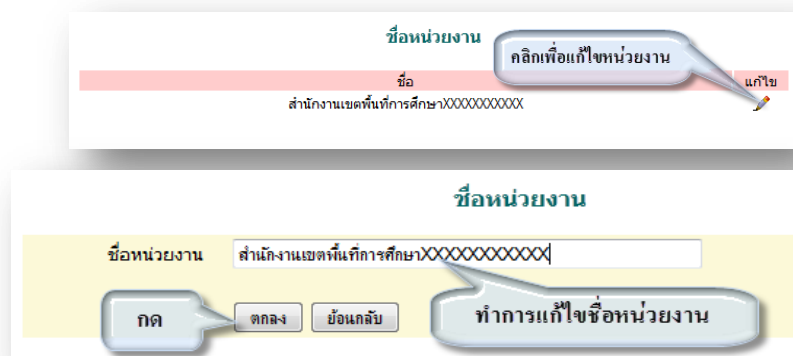 ชื่อหน่วยงาน
คลิกเพื่อแก้ไขหน่วยงาน
ชื่อ แก้ไข
สำนักงานเขตพื้นที่การศึกษาXXXXXXXXXXX
ชื่อหน่วยงาน
ชื่อหน่วยงาน สำนักงานเขตพื้นที่การศึกษาXXXXXXXXXXX
กด ตกลง ย้อนกลับ ทำการแก้ไขชื่อหน่วยงาน